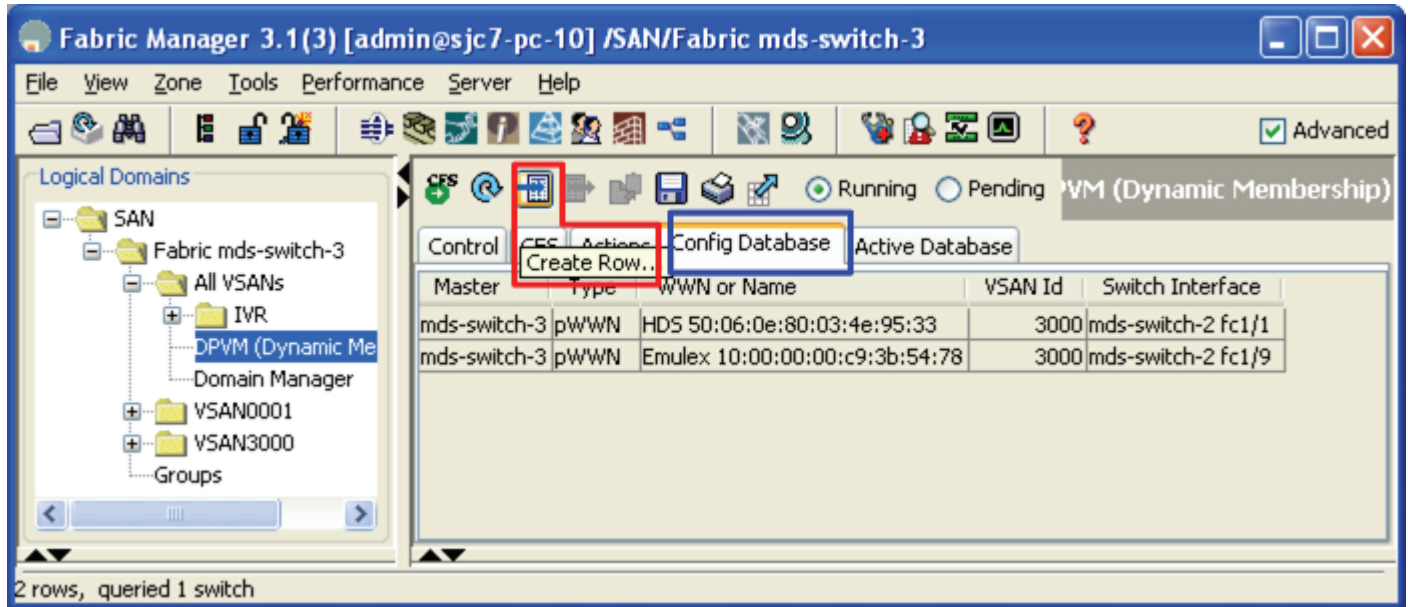 Fabric Manager 3.1(3) [admin@sjc7-pc-10] /SAN/Fabric mds-switch-3
File View Zone Tools Performance Server Help
Advanced
Logical Domains
SAN
Fabric mds-switch-3
All VSANs
IVR
DPVM (Dynamic Me
Domain Manager
VSAN0001
VSAN3000
Groups
CFS Running Pending VM (Dynamic Membership)
Control CFS Actions Config Database Active Database
Create Row..
Master Type WWN or Name VSAN Id Switch Interface
mds-switch-3 pWWN HDS 50:06:0e:80:03:4e:95:33 3000 mds-switch-2 fc1/1
mds-switch-3 pWWN Emulex 10:00:00:00:c9:3b:54:78 3000 mds-switch-2 fc1/9
2 rows, queried 1 switch